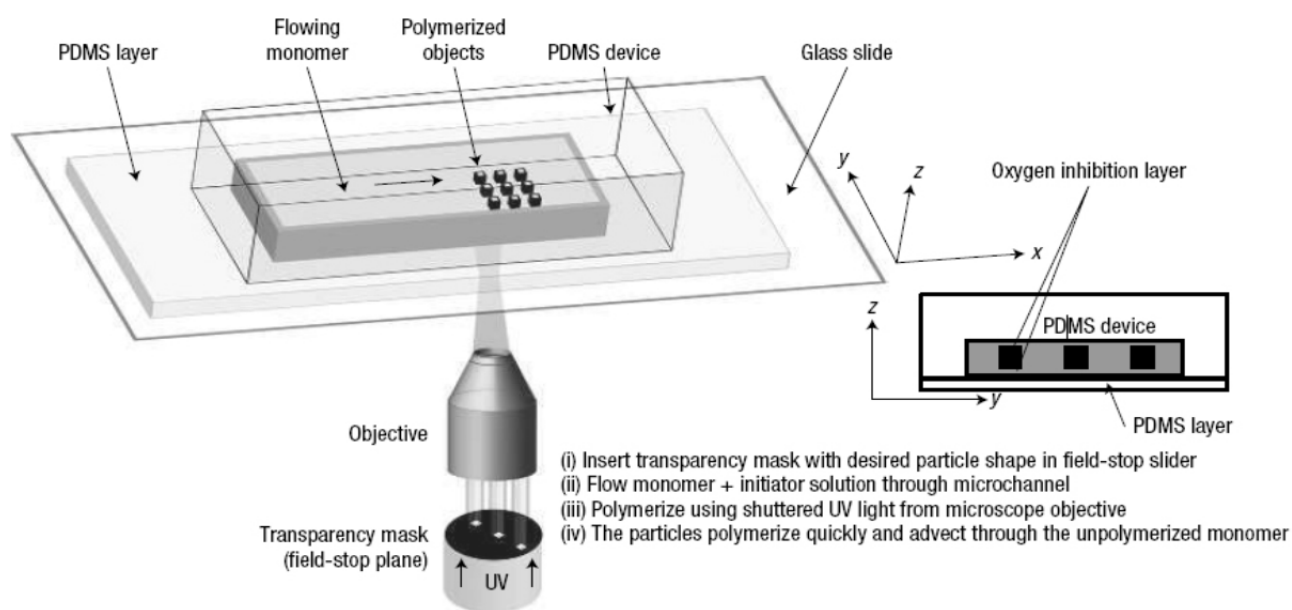 PDMS layer
Flowing
monomer
Polymerized
objects
PDMS device
Glass slide
y
z
x
Oxygen inhibition layer
z
PDMS device
y
PDMS layer
Objective
Transparency mask
(field-stop plane)
UV
(i) Insert transparency mask with desired particle shape in field-stop slider
(ii) Flow monomer + initiator solution through microchannel
(iii) Polymerize using shuttered UV light from microscope objective
(iv) The particles polymerize quickly and advect through the unpolymerized monomer